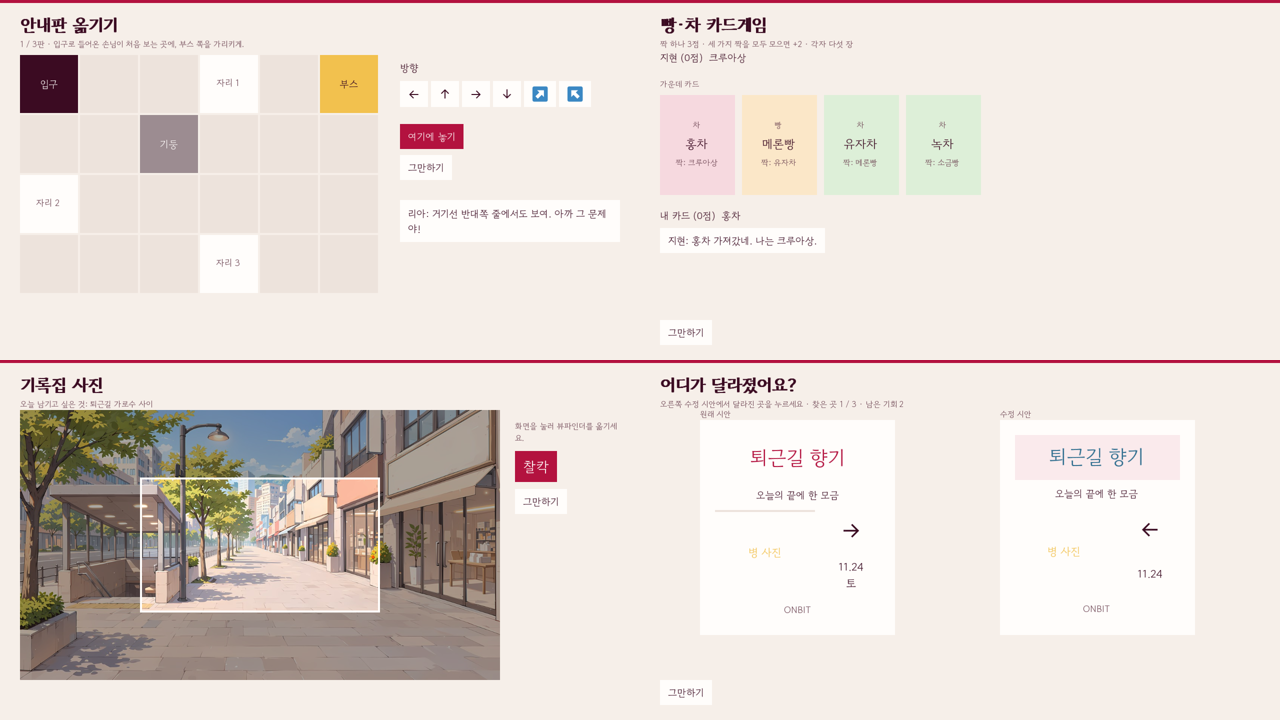 안내판 옮기기
1 / 3판 · 입구로 들어온 손님이 처음 보는 곳에, 부스 쪽을 가리키게.
입구
자리 1
부스
기둥
자리 2
자리 3
방향
← ↑ → ↓ ↗ ↖
여기에 놓기
그만하기
리아: 거기선 반대쪽 줄에서도 보여. 아까 그 문제
야!
빵·차 카드게임
짝 하나 3점 · 세 가지 짝을 모두 모으면 +2 · 각자 다섯 장
지현 (0점) 크루아상
가운데 카드
차
홍차
짝: 크루아상
빵
메론빵
짝: 유자차
차
유자차
짝: 메론빵
차
녹차
짝: 소금빵
내 카드 (0점) 홍차
지현: 홍차 가져갔네. 나는 크루아상.
그만하기
기록집 사진
오늘 남기고 싶은 것: 퇴근길 가로수 사이
화면을 눌러 뷰파인더를 옮기세
요.
찰칵
그만하기
어디가 달라졌어요?
오른쪽 수정 시안에서 달라진 곳을 누르세요 · 찾은 곳 1 / 3 · 남은 기회 2
원래 시안
퇴근길 향기
오늘의 끝에 한 모금
→
병 사진
11.24
토
ONBIT
수정 시안
퇴근길 향기
오늘의 끝에 한 모금
←
병 사진
11.24
ONBIT
그만하기